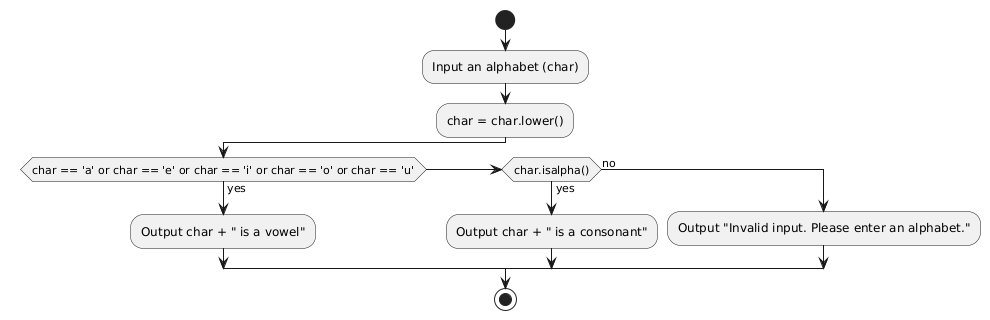 Input an alphabet (char)
char = char.lower()
char == 'a' or char == 'e' or char == 'i' or char == 'o' or char == 'u'
char.isalpha()
no
yes
yes
Output char + " is a vowel"
Output char + " is a consonant"
Output "Invalid input. Please enter an alphabet."